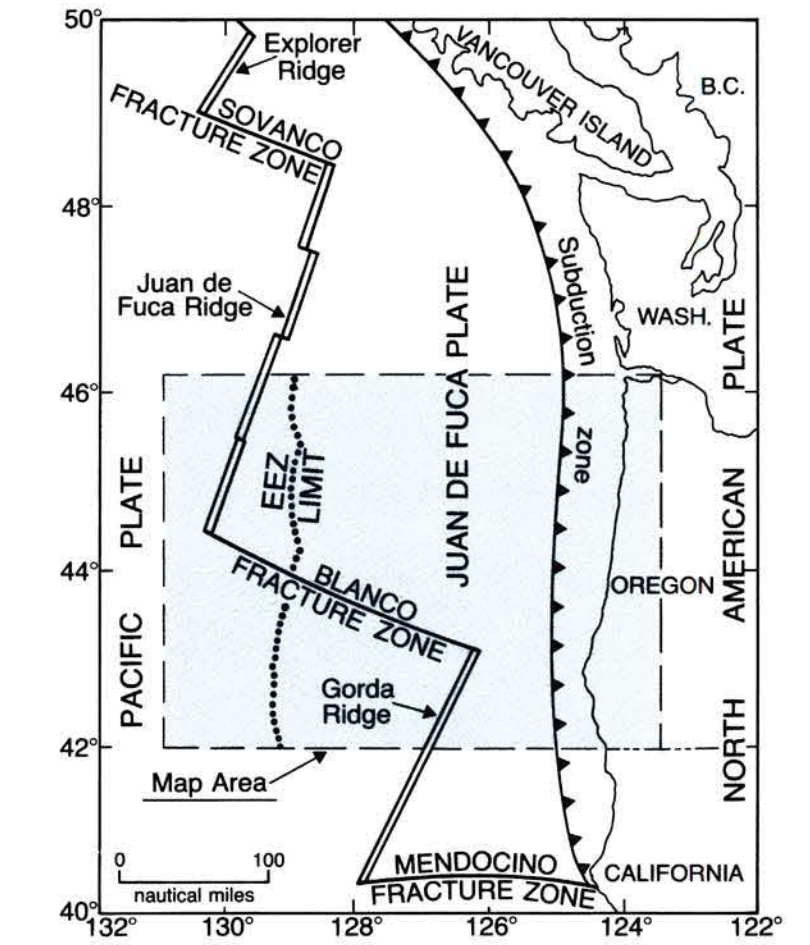 50°
48°
46°
44°
42°
40°
132°
130°
128°
126°
124°
122°
Explorer
Ridge
SOVANCO
FRACTURE ZONE
VANCOUVER ISLAND
B.C.
Juan de
Fuca Ridge
Subduction
zone
WASH.
JUAN DE FUCA PLATE
EEZ
LIMIT
PACIFIC PLATE
BLANCO
FRACTURE ZONE
OREGON
NORTH AMERICAN PLATE
Gorda
Ridge
Map Area
0 100
nautical miles
MENDOCINO
FRACTURE ZONE
CALIFORNIA